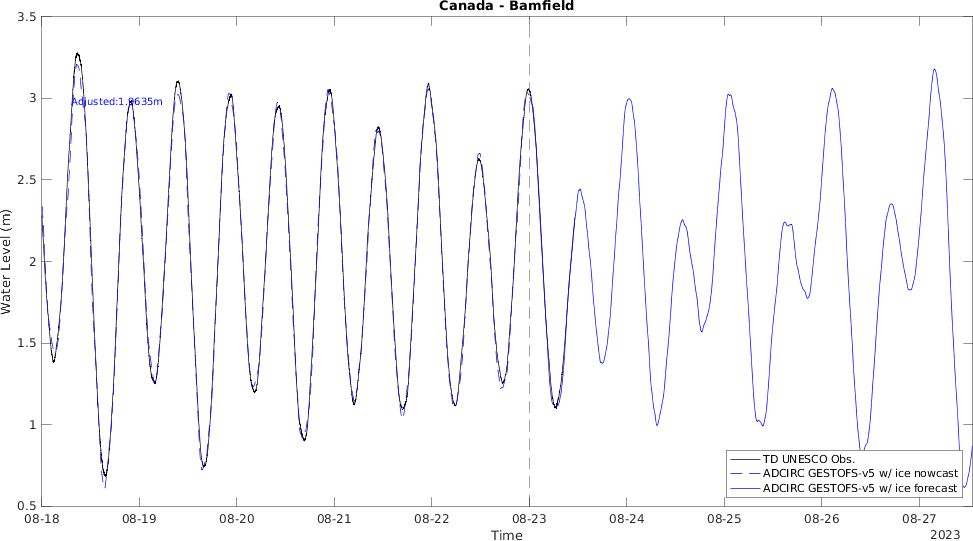 Canada - Bamfield
3.5
3
2.5
2
1.5
1
0.5
Water Level (m)
Adjusted:1.9635m
TD UNESCO Obs.
ADCIRC GESTOFS-v5 w/ ice nowcast
ADCIRC GESTOFS-v5 w/ ice forecast
08-18
08-19
08-20
08-21
08-22
08-23
08-24
08-25
08-26
08-27
Time
2023